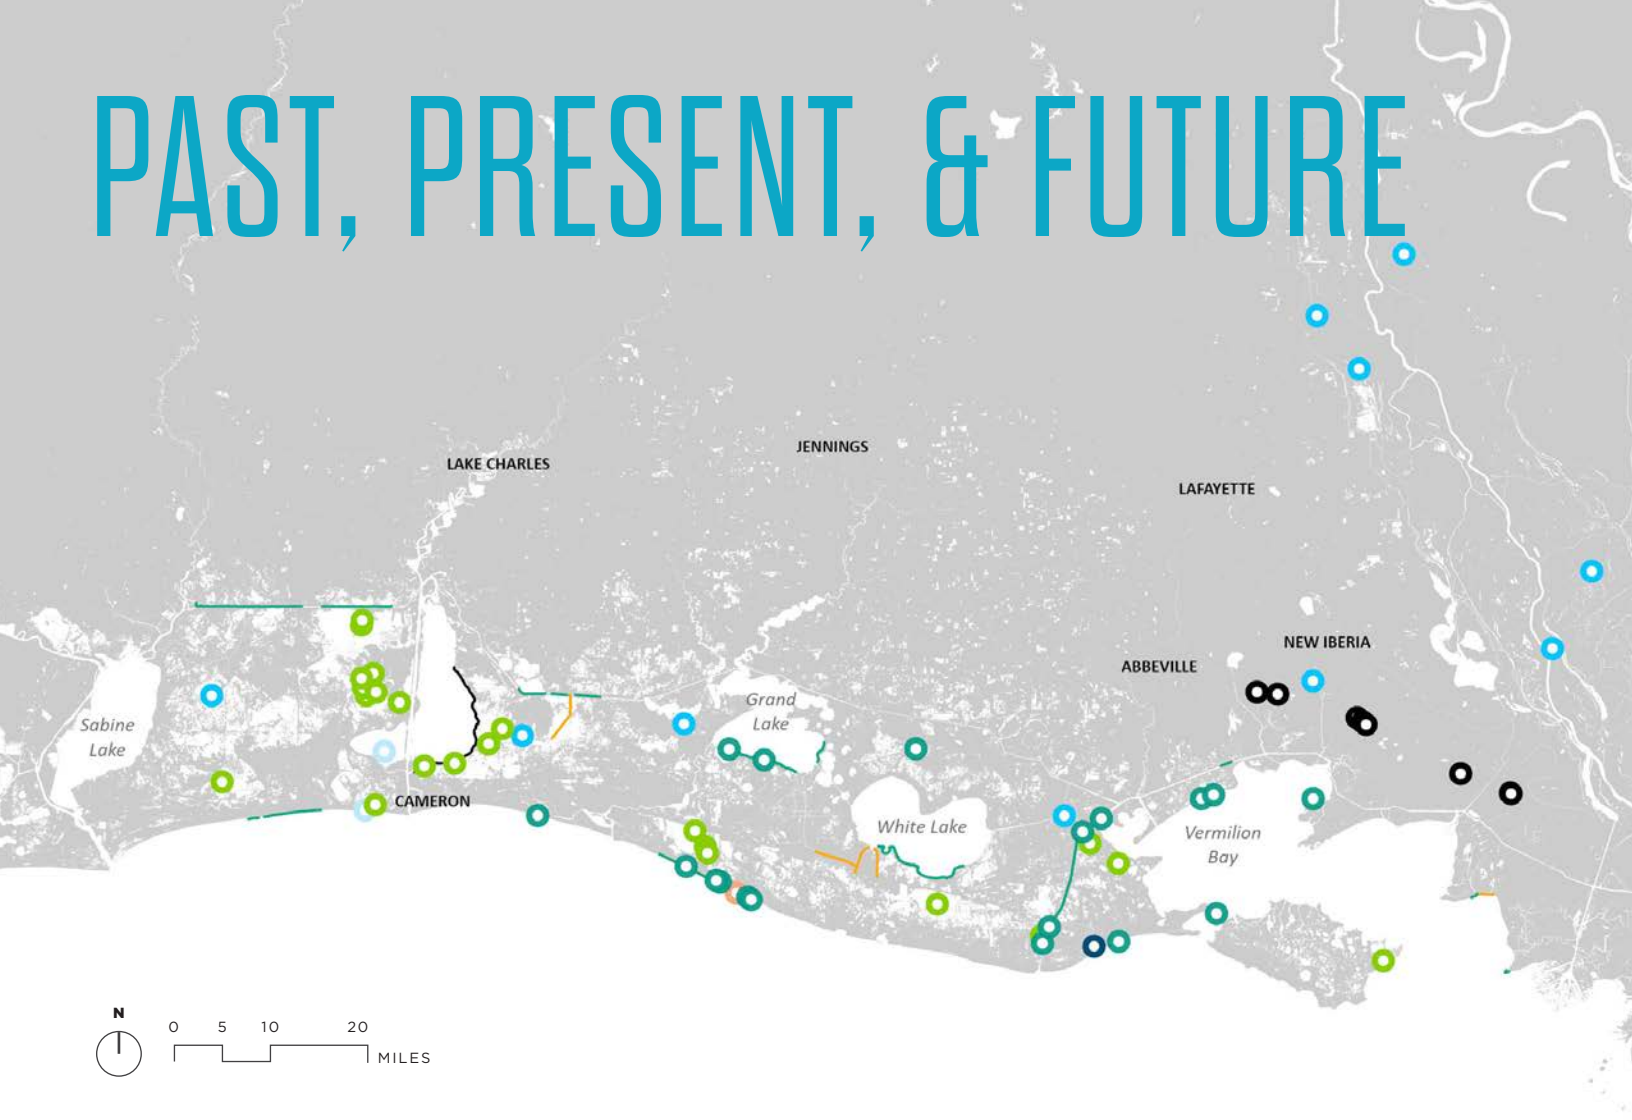 PAST, PRESENT, & FUTURE
JENNINGS
LAKE CHARLES
LAFAYETTE
NEW IBERIA
ABBEVILLE
Grand
Lake
Sabine
Lake
CAMERON
White Lake
Vermilion
Bay
N
0 5 10 20
MILES